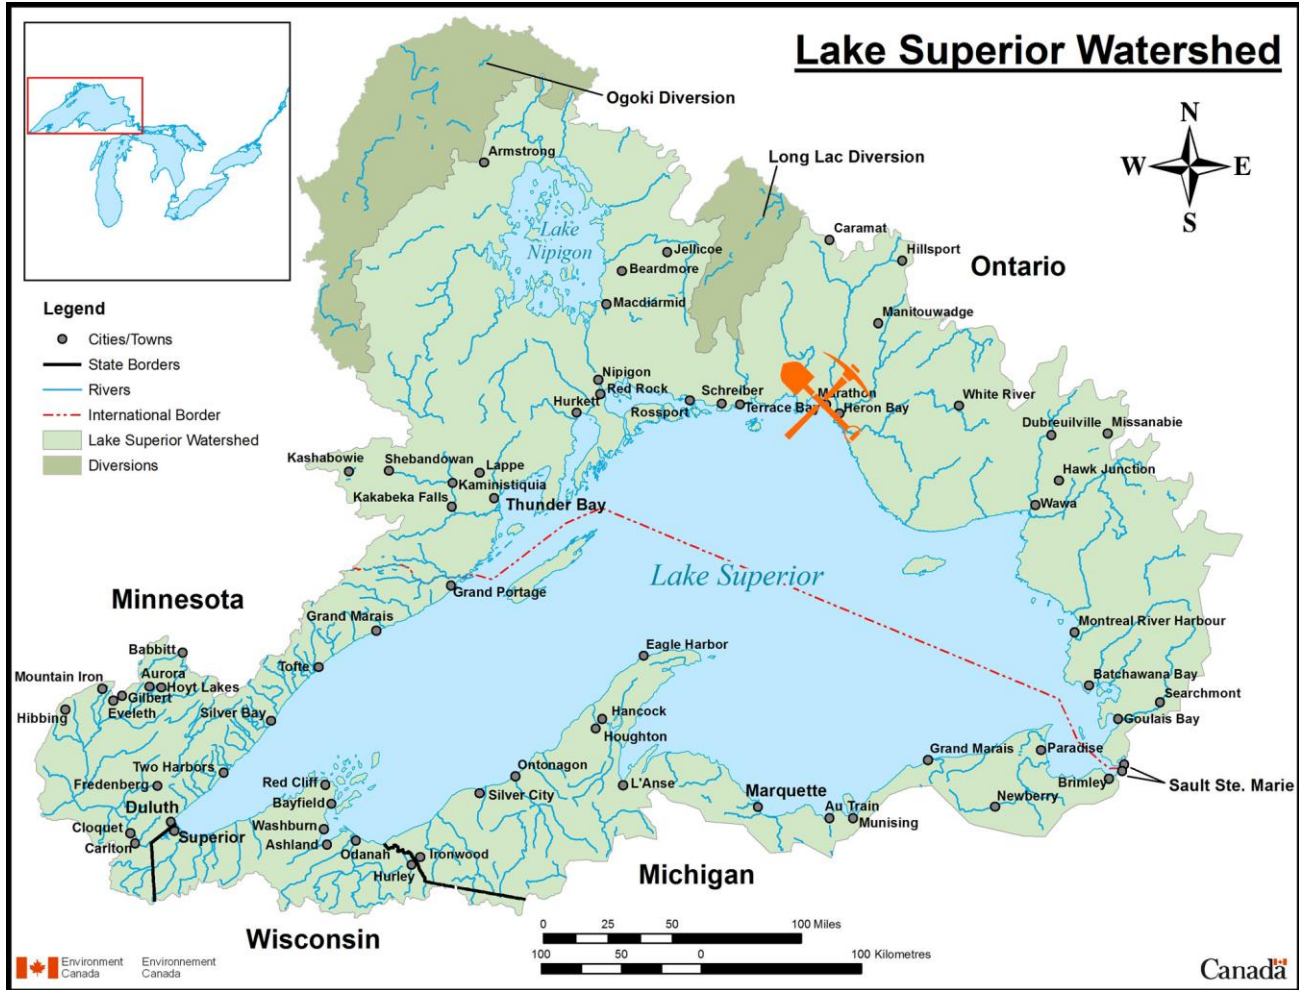 Lake Superior Watershed
Ogoki Diversion
N
Armstrong
Long Lac Diversion
W
E
S
Lake
Nipigon
Caramat
Jellicoe
Hillsport
Beardmore
Ontario
Macdiarmid
Manitouwadge
Legend
Cities/Towns
State Borders
Rivers
International Border
Lake Superior Watershed
Diversions
Nipigon
Red Rock
Schreiber
Marathon
White River
Hurkett
Rossport
Terrace Bay
Heron Bay
Dubreuilville
Missanabie
Kashabowie
Shebandowan
Lappe
Hawk Junction
Kaministiquia
Kakabeka Falls
Thunder Bay
Wawa
Lake Superior
Grand Portage
Minnesota
Grand Marais
Montreal River Harbour
Babbitt
Eagle Harbor
Tofte
Mountain Iron
Aurora
Hoyt Lakes
Batchawana Bay
Gilbert
Searchmont
Eveleth
Hibbing
Silver Bay
Hancock
Goulais Bay
Houghton
Grand Marais
Paradise
Two Harbors
Ontonagon
Fredenberg
Red Cliff
L'Anse
Brimley
Sault Ste. Marie
Silver City
Marquette
Bayfield
Newberry
Duluth
Au Train
Munising
Cloquet
Superior
Washburn
Carlton
Ashland
Odanah
Ironwood
Hurley
Michigan
Wisconsin
0 25 50 100 Miles
100 50 0 100 Kilometres
Environment
Canada
Environnement
Canada
Canada